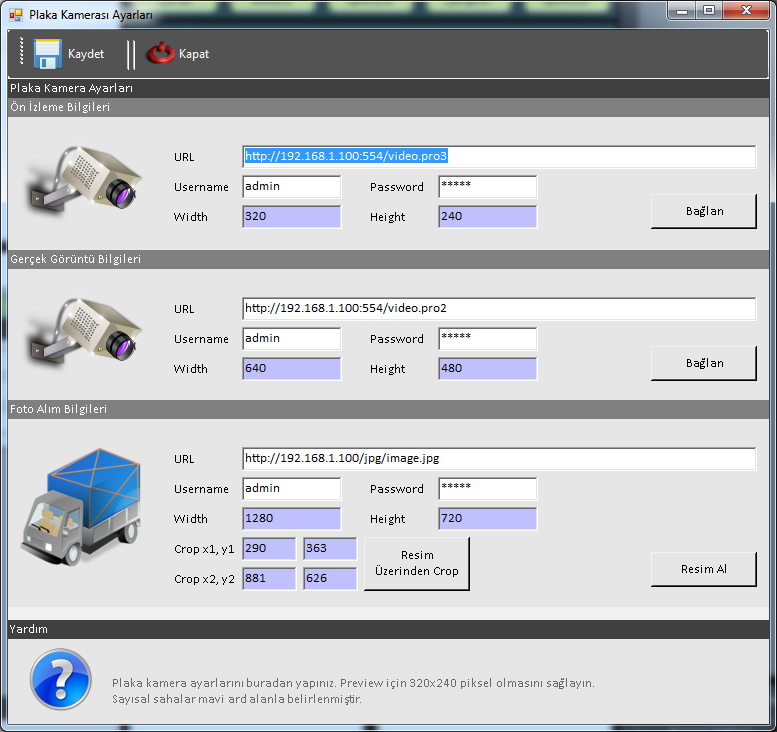 Plaka Kamerası Ayarları
Kaydet Kapat
Plaka Kamera Ayarları
Ön İzleme Bilgileri
URL http://192.168.1.100:554/video.pro3
Username admin Password *****
Width 320 Height 240
Bağlan
Gerçek Görüntü Bilgileri
URL http://192.168.1.100:554/video.pro2
Username admin Password *****
Width 640 Height 480
Bağlan
Foto Alım Bilgileri
URL http://192.168.1.100/jpg/image.jpg
Username admin Password *****
Width 1280 Height 720
Crop x1, y1 290 363
Resim
Üzerinden Crop
Crop x2, y2 881 626
Resim Al
Yardım
Plaka kamera ayarlarını buradan yapınız. Preview için 320x240 piksel olmasını sağlayın.
Sayısal sahalar mavi ard alanla belirlenmiştir.